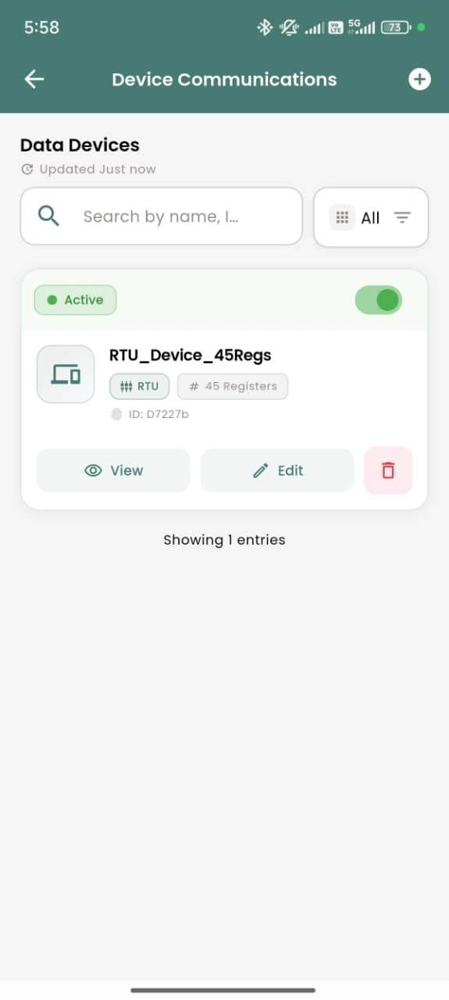 5:58
5G 73
Device Communications
Data Devices
Updated Just now
Search by name, I...
All
Active
RTU_Device_45Regs
RTU
# 45 Registers
ID: D7227b
View
Edit
Showing 1 entries